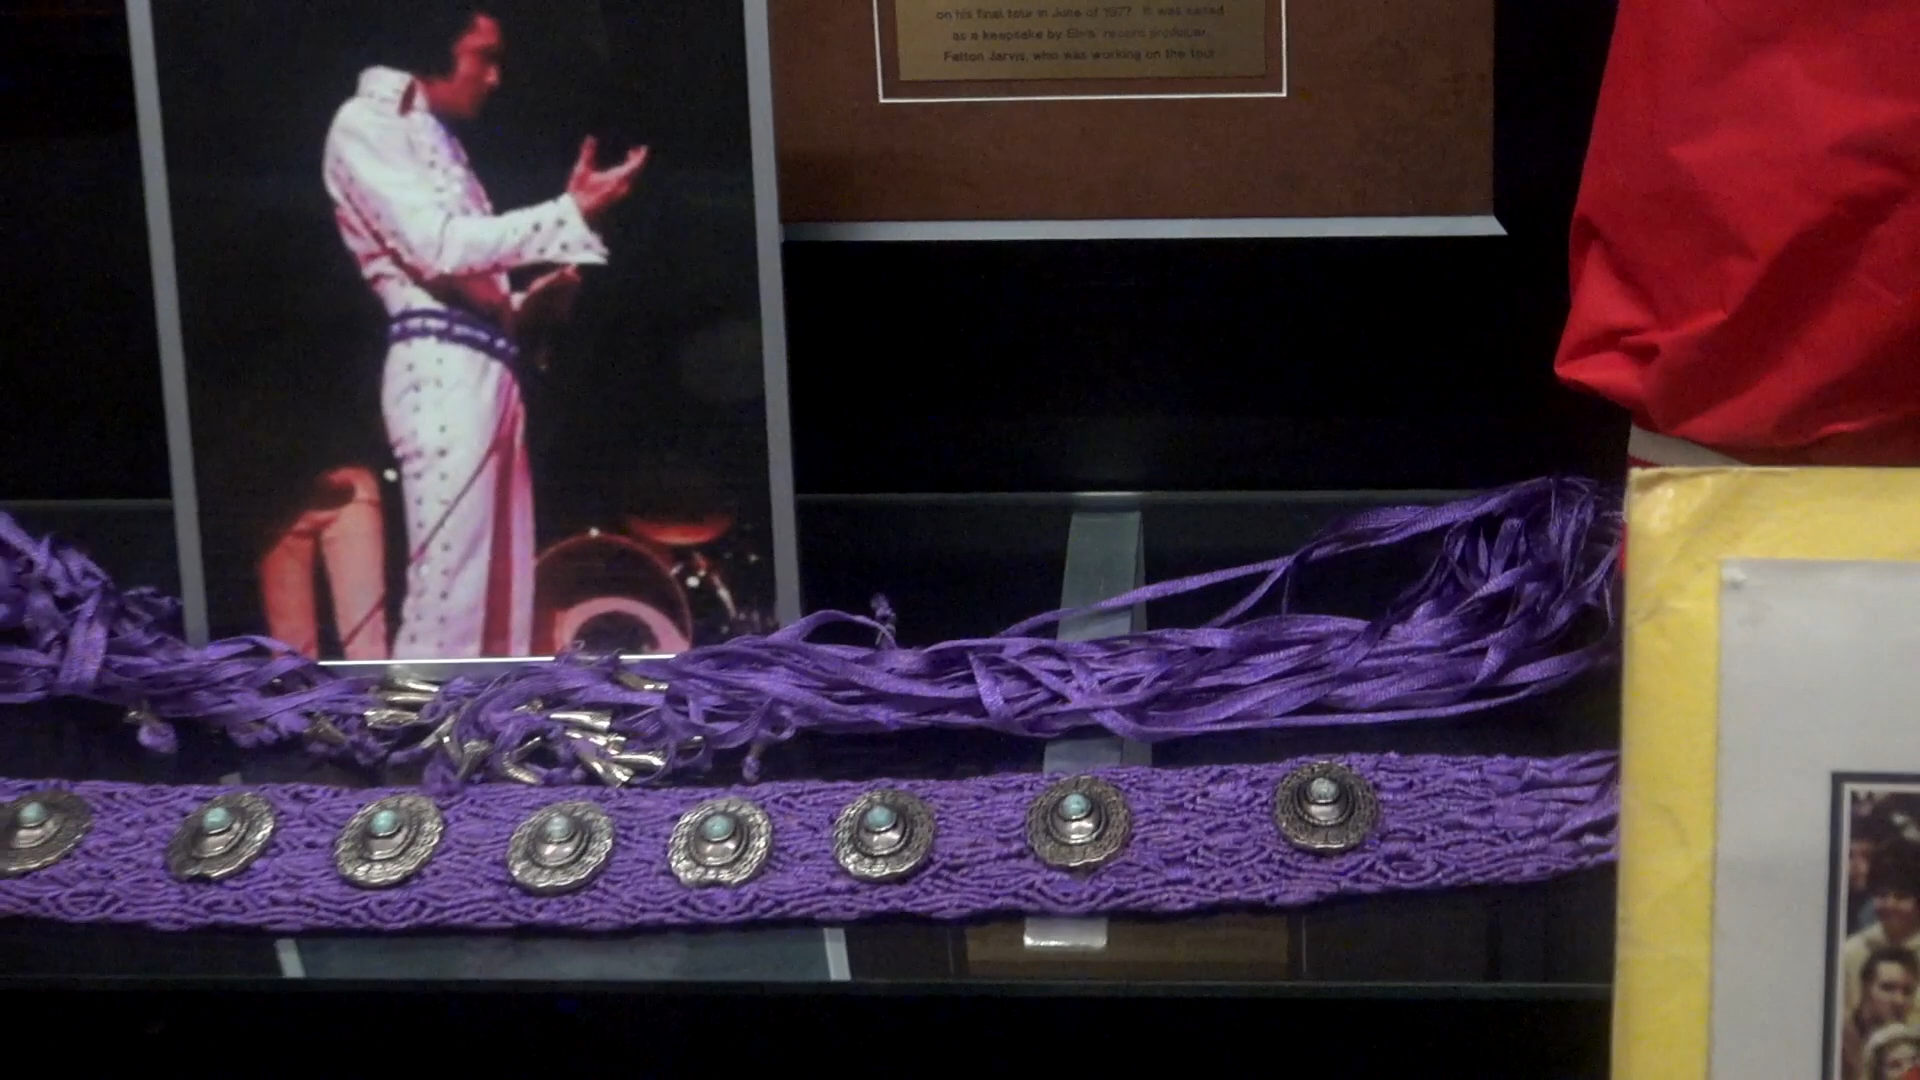 on his final tour in June of 1977. It was saved
as a keepsake by Elvis' record producer,
Felton Jarvis, who was working on the tour